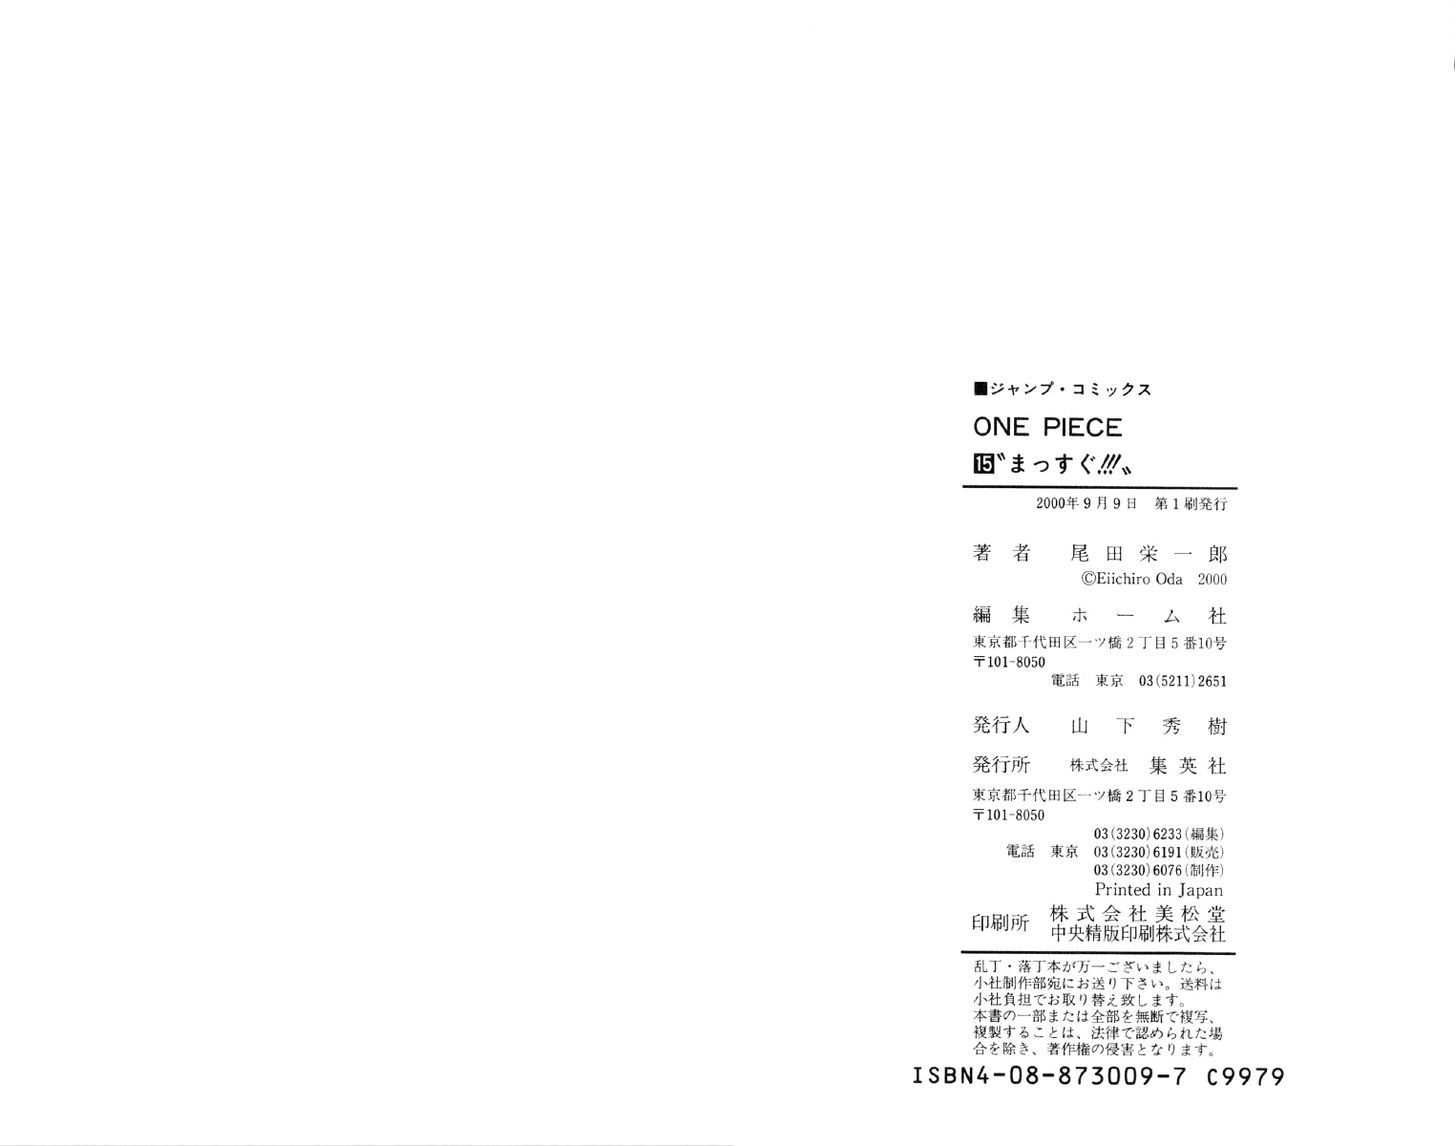 ■ジャンプ・コミックス
ONE PIECE
15〝まっすぐ!!!〟
2000年9月9日 第1刷発行
著者 尾田栄一郎
©Eiichiro Oda 2000
編集 ホーム社
東京都千代田区一ツ橋2丁目5番10号
〒101-8050
電話 東京 03(5211)2651
発行人 山下秀樹
発行所 株式会社 集英社
東京都千代田区一ツ橋2丁目5番10号
〒101-8050
03(3230)6233(編集)
電話 東京 03(3230)6191(販売)
03(3230)6076(制作)
Printed in Japan
印刷所 株式会社美松堂
中央精版印刷株式会社
乱丁・落丁本が万一ございましたら、
小社制作部宛にお送り下さい。送料は
小社負担でお取り替え致します。
本書の一部または全部を無断で複写、
複製することは、法律で認められた場
合を除き、著作権の侵害となります。
ISBN4-08-873009-7 C9979